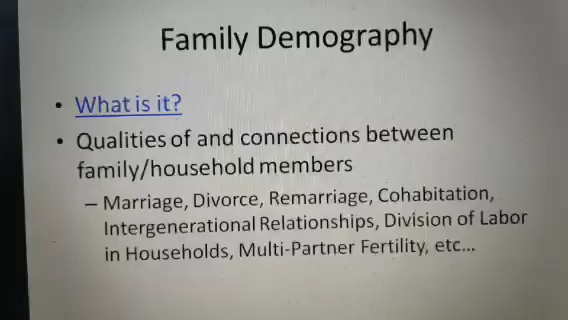 Family Demography
• What is it?
• Qualities of and connections between
family/household members
– Marriage, Divorce, Remarriage, Cohabitation,
Intergenerational Relationships, Division of Labor
in Households, Multi-Partner Fertility, etc...